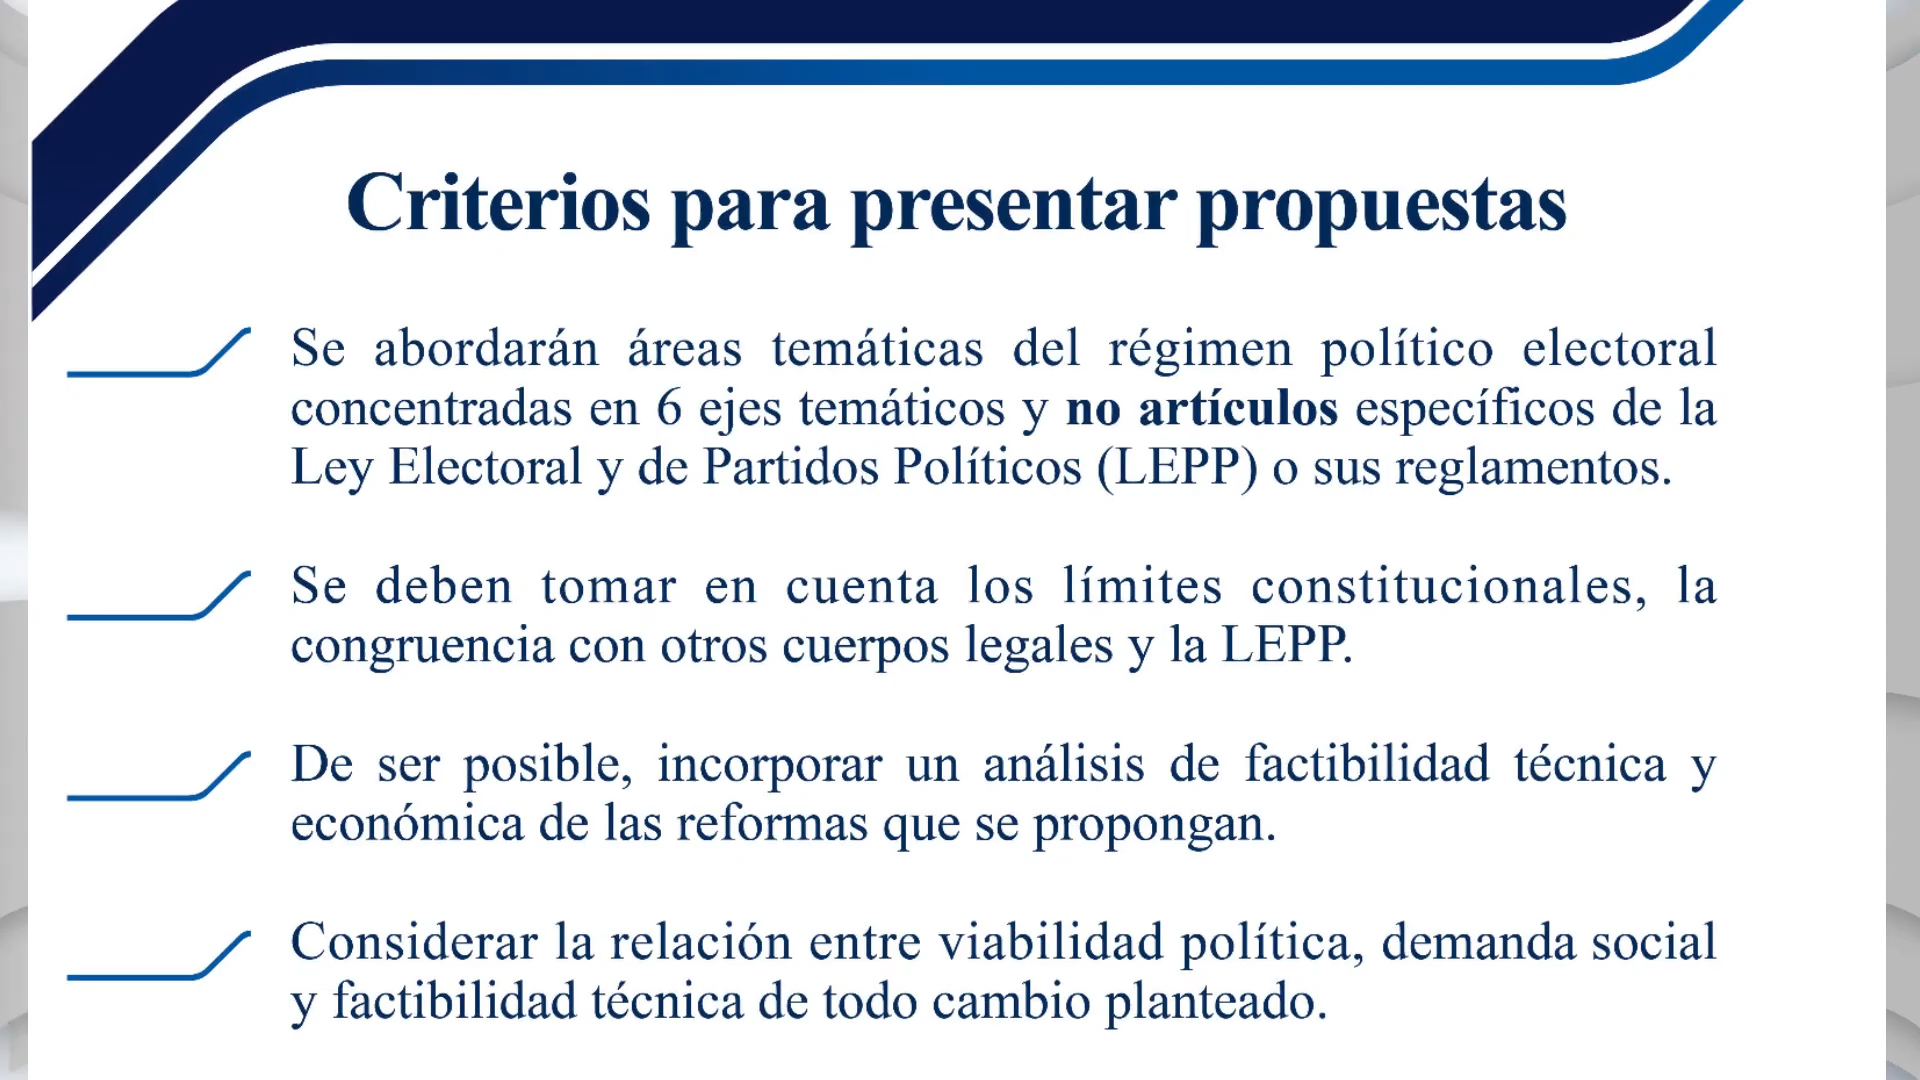 Criterios para presentar propuestas
Se abordarán áreas temáticas del régimen político electoral
concentradas en 6 ejes temáticos y no artículos específicos de la
Ley Electoral y de Partidos Políticos (LEPP) o sus reglamentos.
Se deben tomar en cuenta los límites constitucionales, la
congruencia con otros cuerpos legales y la LEPP.
De ser posible, incorporar un análisis de factibilidad técnica y
económica de las reformas que se propongan.
Considerar la relación entre viabilidad política, demanda social
y factibilidad técnica de todo cambio planteado.